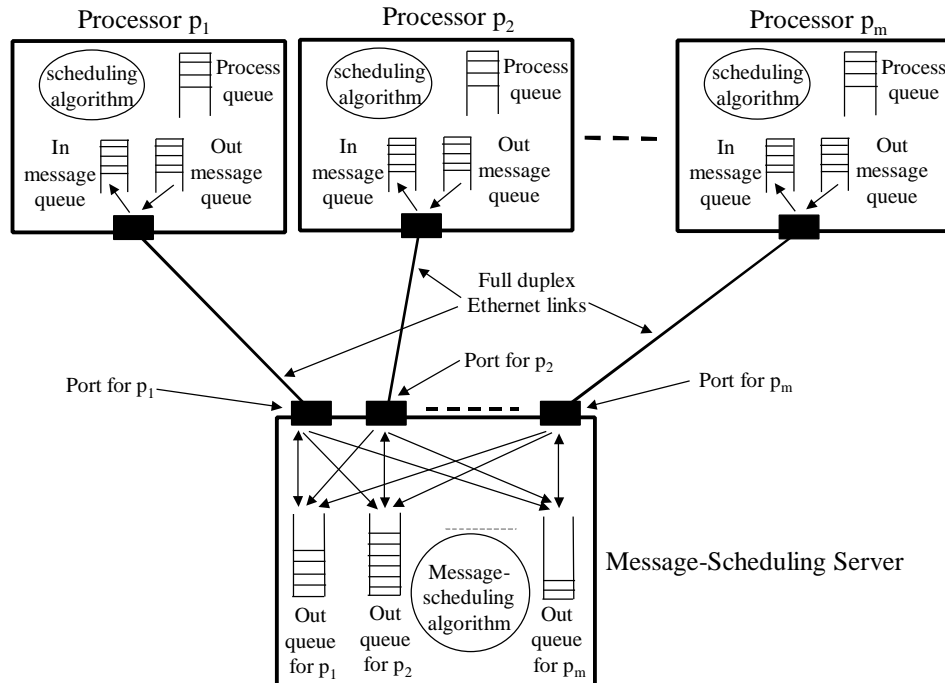 Processor p1
Processor p2
Processor pm
scheduling
algorithm
Process
queue
In
message
queue
Out
message
queue
scheduling
algorithm
Process
queue
In
message
queue
Out
message
queue
scheduling
algorithm
Process
queue
In
message
queue
Out
message
queue
Full duplex
Ethernet links
Port for p1
Port for p2
Port for pm
Message-
scheduling
algorithm
Out
queue
for p1
Out
queue
for p2
Out
queue
for pm
Message-Scheduling Server